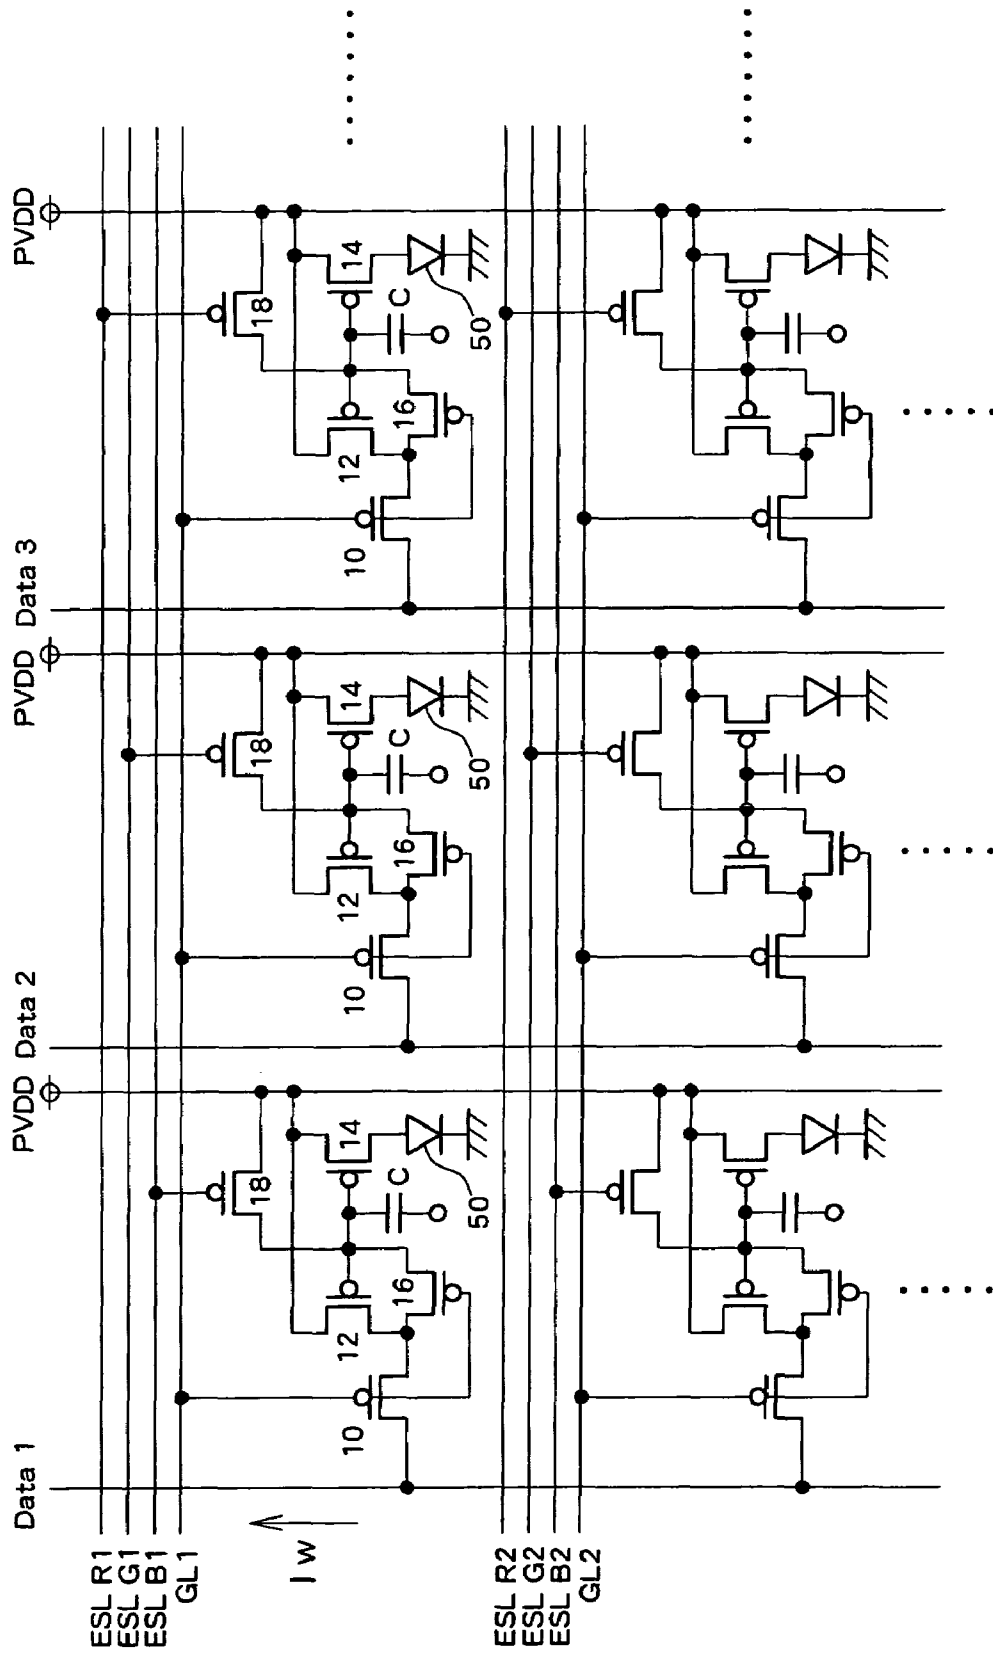 Data 1
PVDD
Data 2
PVDD
Data 3
PVDD
ESL R1
ESL G1
ESL B1
GL1
18
18
18
I w
10
12
14
16
C
50
10
12
14
16
C
50
10
12
14
16
C
50
ESL R2
ESL G2
ESL B2
GL2